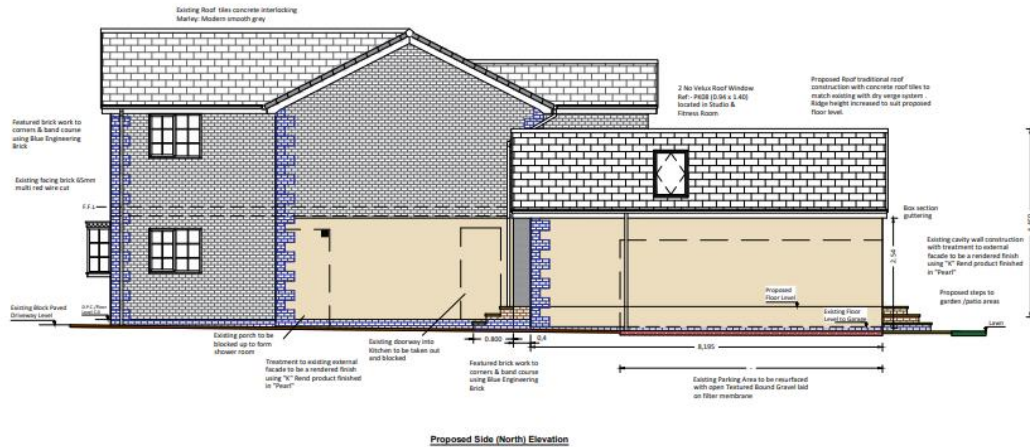 Existing Roof tiles concrete interlocking
Marley: Modern smooth grey
2 No Velux Roof Window
Ref:- PK08 (0.94 x 1.40)
located in Studio &
Fitness Room
Proposed Roof traditional roof
construction with concrete roof tiles to
match existing with dry verge system .
Ridge height increased to suit proposed
floor level.
Featured brick work to
corners & band course
using Blue Engineering
Brick
Existing facing brick 65mm
multi red wire cut
F.F.L
Box section
guttering
2,54
Existing cavity wall construction
with treatment to external
facade to be a rendered finish
using "K" Rend product finished
in "Pearl"
Proposed steps to
garden /patio areas
Proposed
Floor Level
Existing Floor
Level to Garage
Lawn
Existing Block Paved
Driveway Level
D.P.C. /Floor
Existing porch to be
blocked up to form
shower room
Existing doorway into
Kitchen to be taken out
and blocked
0.800
0,4
8,195
Treatment to existing external
facade to be a rendered finish
using "K" Rend product finished
in "Pearl"
Featured brick work to
corners & band course
using Blue Engineering
Brick
Existing Parking Area to be resurfaced
with open Textured Bound Gravel laid
on filter membrane
Proposed Side (North) Elevation